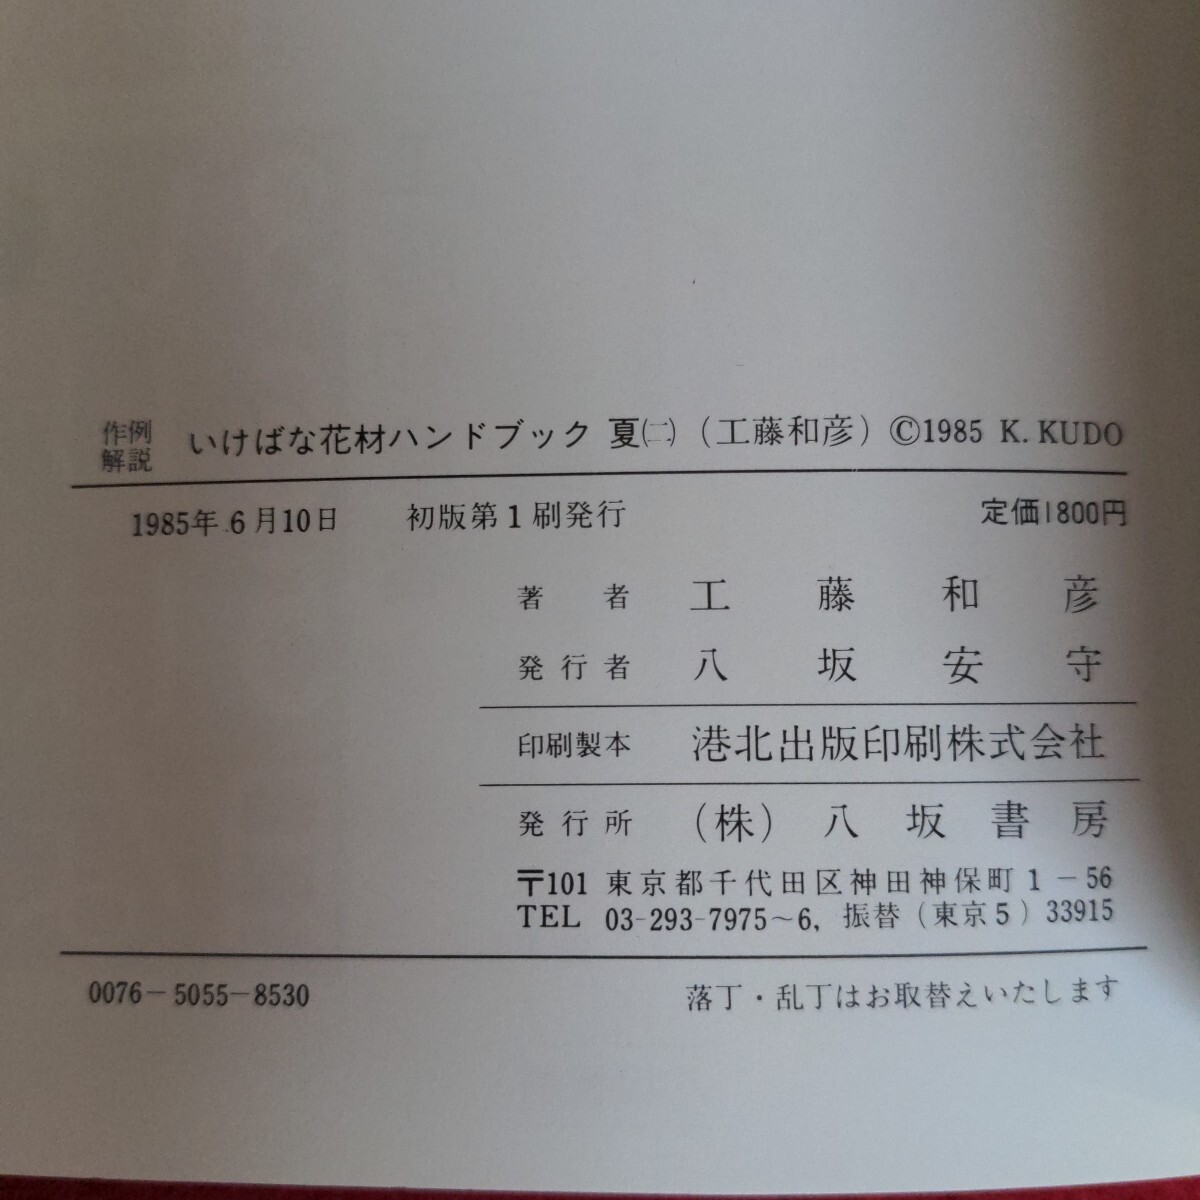 作例解説 いけばな花材ハンドブック 夏㈡（工藤和彦）©1985 K. KUDO
1985年6月10日 初版第1刷発行 定価1800円
著者 工藤和彦
発行者 八坂安守
印刷製本 港北出版印刷株式会社
発行所 （株）八坂書房
〒101 東京都千代田区神田神保町1－56
TEL 03-293-7975～6, 振替（東京5）33915
0076－5055－8530 落丁・乱丁はお取替えいたします